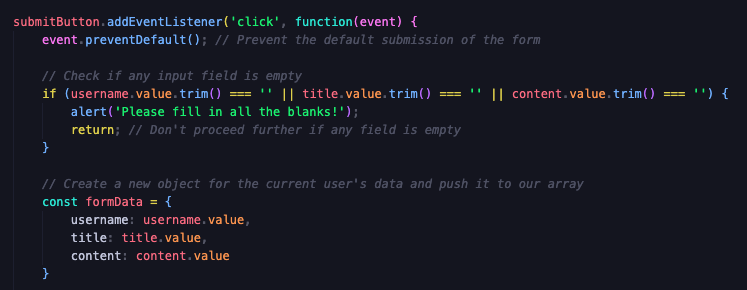 submitButton.addEventListener('click', function(event) {
    event.preventDefault(); // Prevent the default submission of the form

    // Check if any input field is empty
    if (username.value.trim() === '' || title.value.trim() === '' || content.value.trim() === '') {
        alert('Please fill in all the blanks!');
        return; // Don't proceed further if any field is empty
    }

    // Create a new object for the current user's data and push it to our array
    const formData = {
        username: username.value,
        title: title.value,
        content: content.value
    }